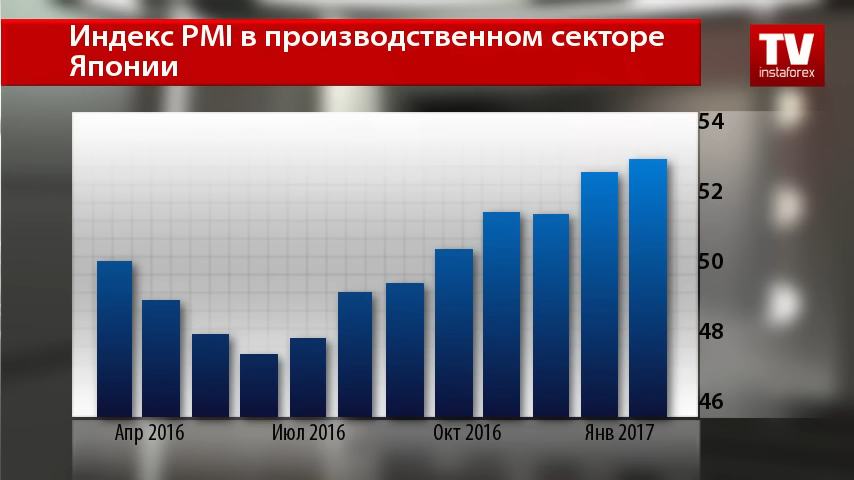 Индекс PMI в производственном секторе
Японии
TV
instaforex
54
52
50
48
46
Апр 2016
Июл 2016
Окт 2016
Янв 2017